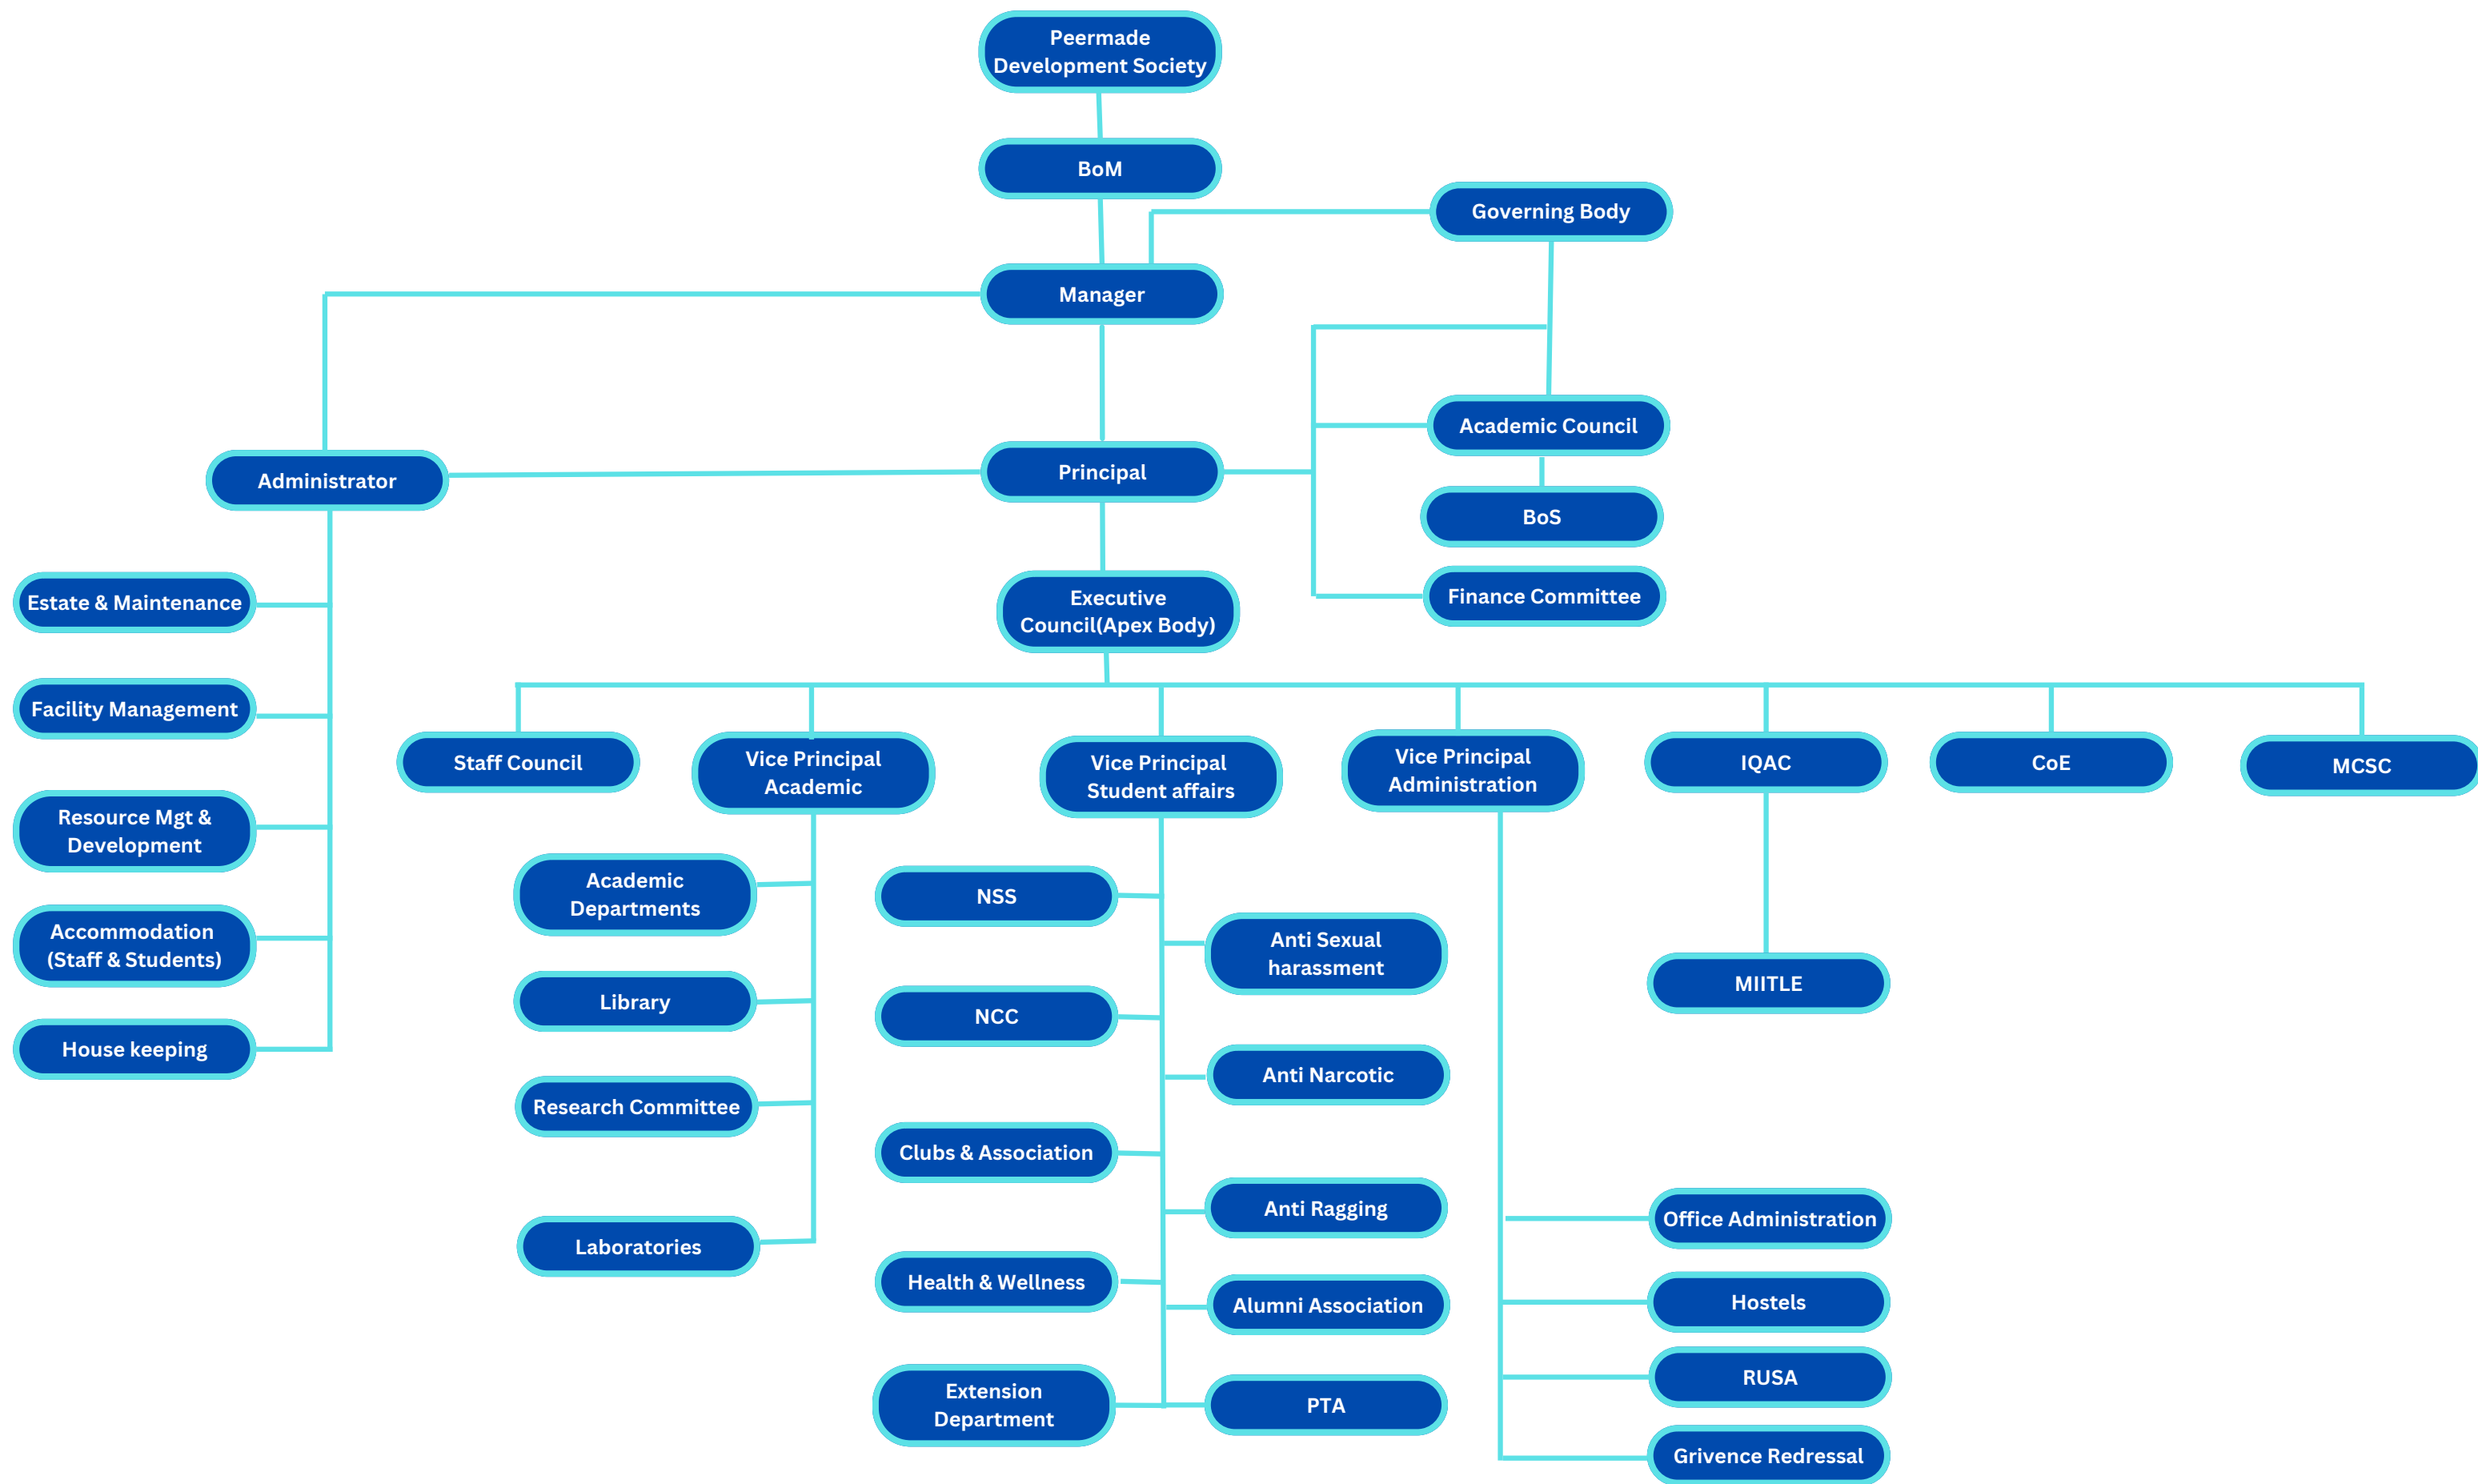 Peermade
Development Society
BoM
Governing Body
Manager
Academic Council
Administrator
Principal
BoS
Estate & Maintenance
Executive
Council(Apex Body)
Finance Committee
Facility Management
Resource Mgt &
Development
Accommodation
(Staff & Students)
House keeping
Staff Council
Vice Principal
Academic
Vice Principal
Student affairs
Vice Principal
Administration
IQAC
CoE
MCSC
Academic
Departments
Library
Research Committee
Laboratories
NSS
NCC
Clubs & Association
Health & Wellness
Extension
Department
Anti Sexual
harassment
Anti Narcotic
Anti Ragging
Alumni Association
PTA
MIITLE
Office Administration
Hostels
RUSA
Grivence Redressal